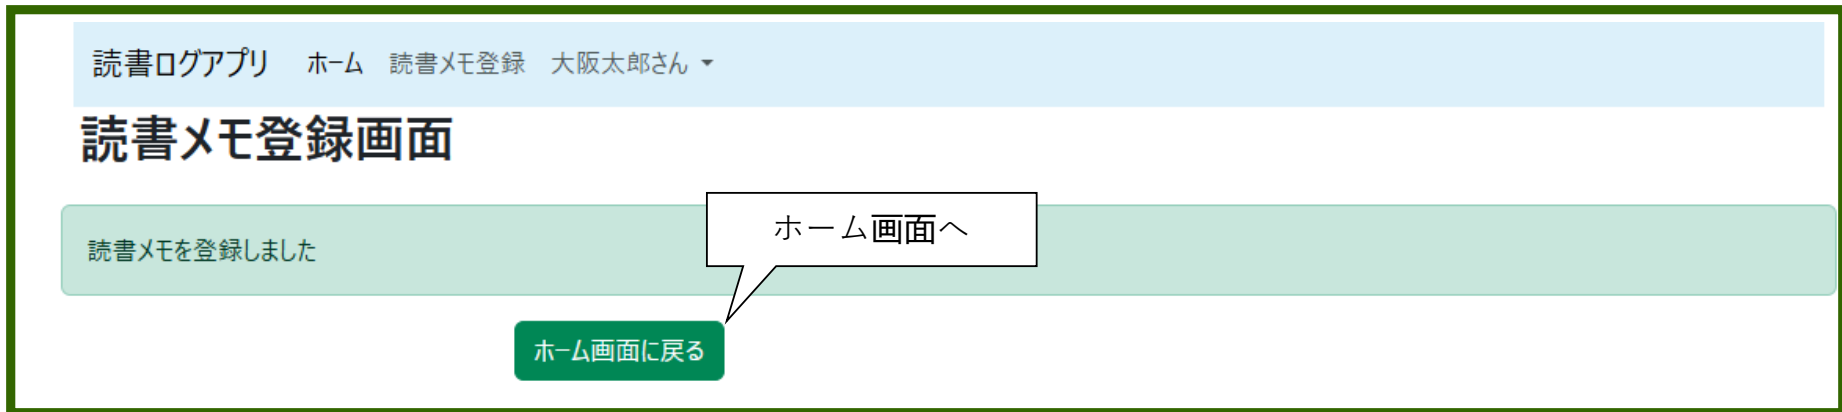 読書ログアプリ ホーム 読書メモ登録 大阪太郎さん
読書メモ登録画面
ホーム画面へ
読書メモを登録しました
ホーム画面に戻る